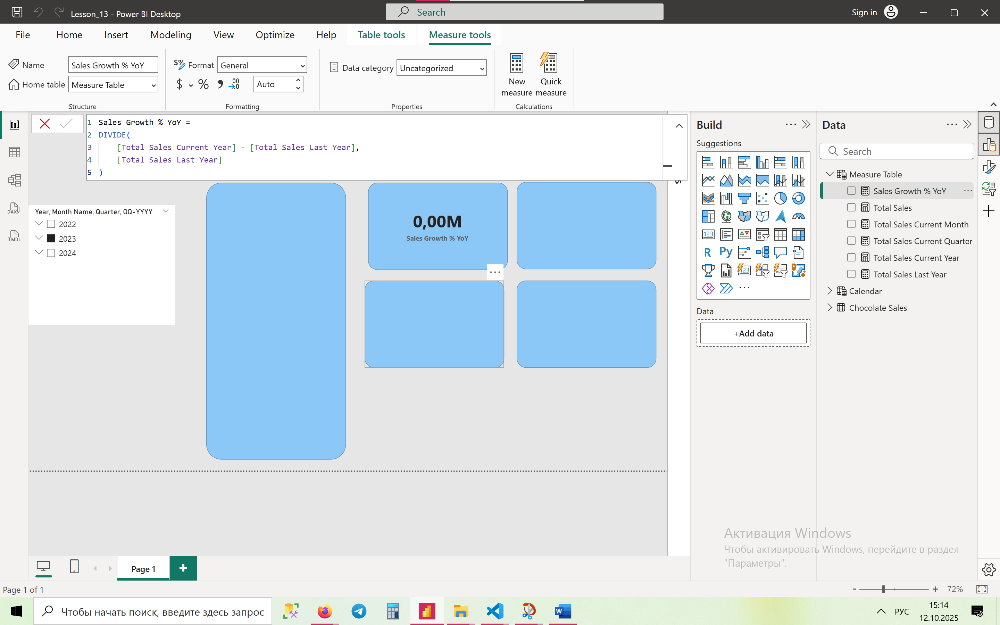 Lesson_13 - Power BI Desktop
Search
Sign in
File
Home
Insert
Modeling
View
Optimize
Help
Table tools
Measure tools
Name
Sales Growth % YoY
Home table
Measure Table
Structure
$% Format
General
$ % , .00 .0
Auto
Formatting
Data category
Uncategorized
Properties
New measure
Quick measure
Calculations
1 Sales Growth % YoY =
2 DIVIDE(
3 [Total Sales Current Year] - [Total Sales Last Year],
4 [Total Sales Last Year]
5 )
DAX
TMDL
Year, Month Name, Quarter, QQ-YYYY
2022
2023
2024
0,00M
Sales Growth % YoY
s
Build
Suggestions
123
R
Py
123
Data
+Add data
Data
Search
Measure Table
Sales Growth % YoY
Total Sales
Total Sales Current Month
Total Sales Current Quarter
Total Sales Current Year
Total Sales Last Year
Calendar
Chocolate Sales
Активация Windows
Чтобы активировать Windows, перейдите в раздел
"Параметры".
Page 1
Page 1 of 1
- + 72%
Чтобы начать поиск, введите здесь запрос
W
РУС
15:14
12.10.2025